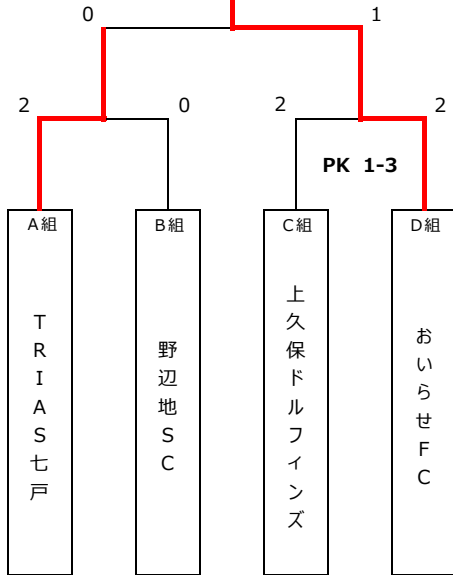 0
1
2
0
2
2
PK 1-3
A組
B組
C組
D組
TRIAS七戸
野辺地SC
上久保ドルフィンズ
おいらせFC